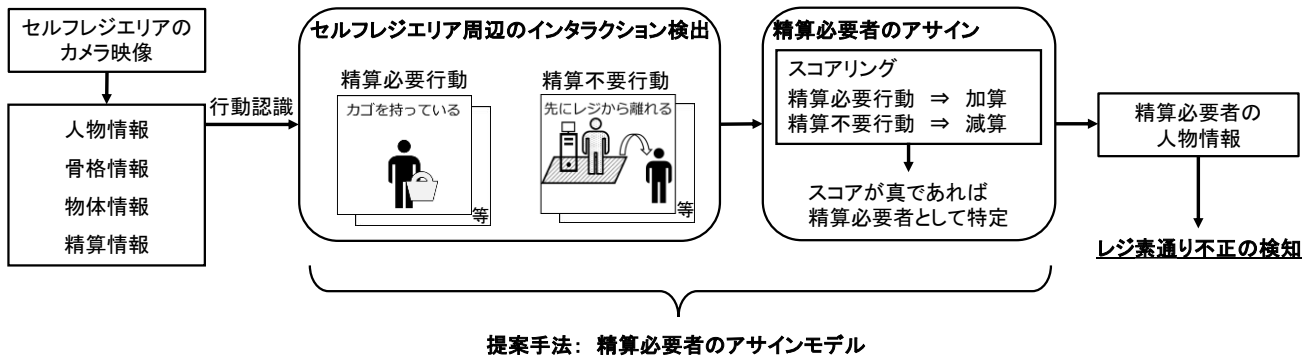 セルフレジエリアの
カメラ映像
人物情報
骨格情報
物体情報
精算情報
行動認識
セルフレジエリア周辺のインタラクション検出
精算必要行動
カゴを持っている
等
精算不要行動
先にレジから離れる
等
精算必要者のアサイン
スコアリング
精算必要行動 ⇒ 加算
精算不要行動 ⇒ 減算
スコアが真であれば
精算必要者として特定
精算必要者の
人物情報
レジ素通り不正の検知
提案手法： 精算必要者のアサインモデル